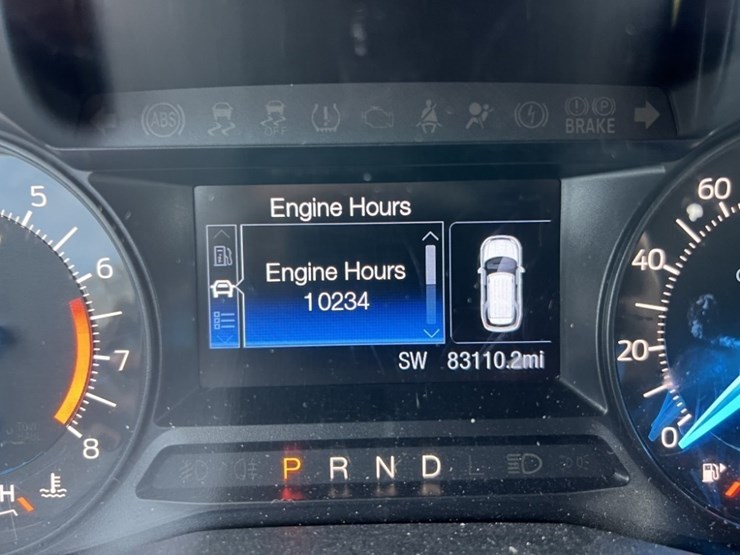 ABS
OFF
BRAKE
Engine Hours
Engine Hours
10234
SW 83110.2mi
5
6
7
8
H
60
40
20
0
P R N D L